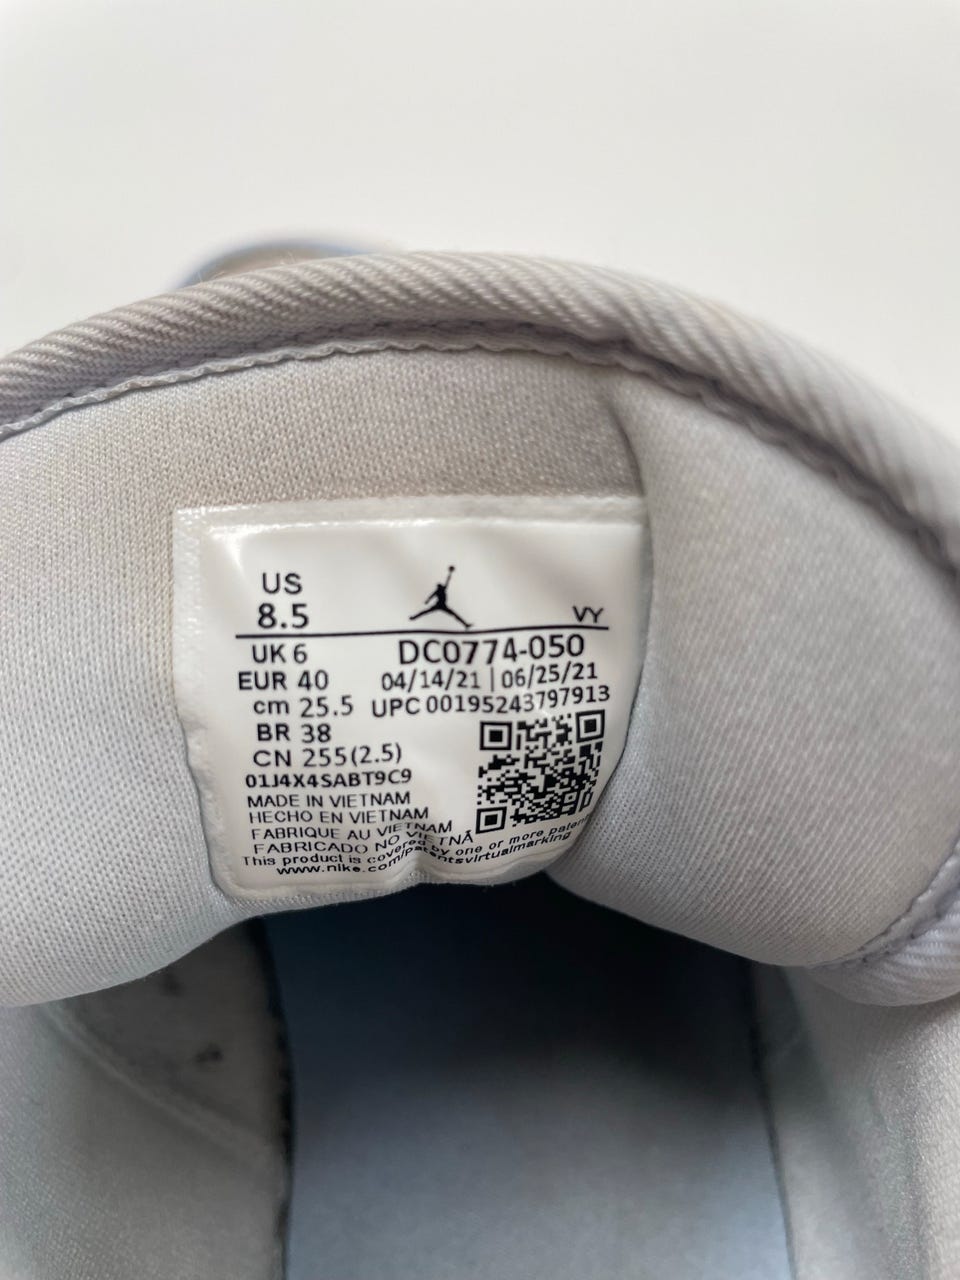 US
8.5
VY
UK 6
DC0774-050
EUR 40
04/14/21 | 06/25/21
cm 25.5
UPC 00195243797913
BR 38
CN 255(2.5)
01J4X4SABT9C9
MADE IN VIETNAM
HECHO EN VIETNAM
FABRIQUE AU VIETNAM
FABRICADO NO VIETNÃ
This product is covered by one or more paten
www.nike.com/patentsvirtualmarking